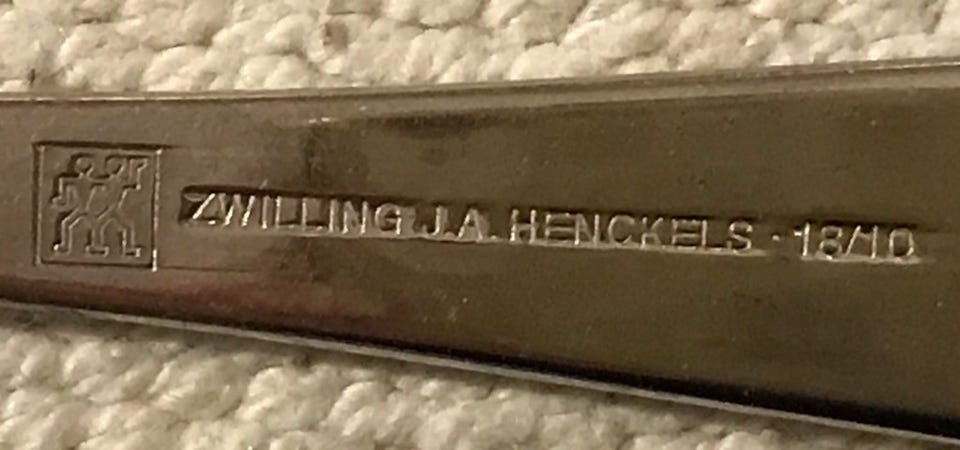 ZWILLING J.A. HENCKELS · 18/10